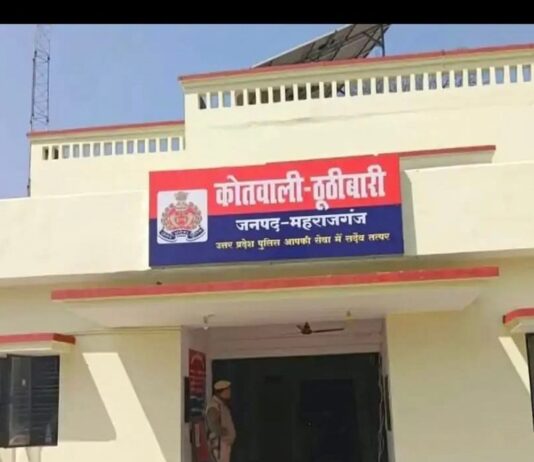 कोतवाली-ठूठीबारी
जनपद-महराजगंज
उत्तर प्रदेश पुलिस आपकी सेवा में सदैव तत्पर